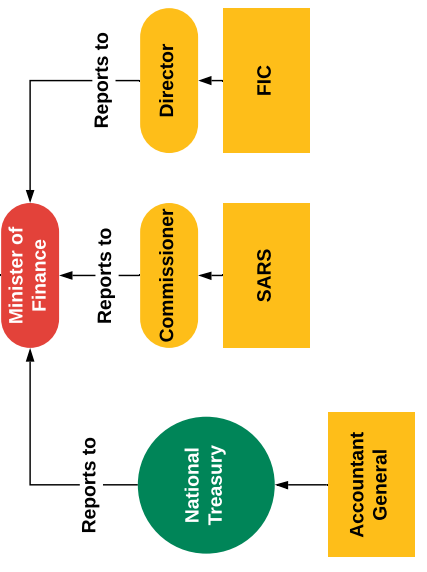 Minister of
Finance
Reports to
National
Treasury
Accountant
General
Reports to
Commissioner
SARS
Reports to
Director
FIC